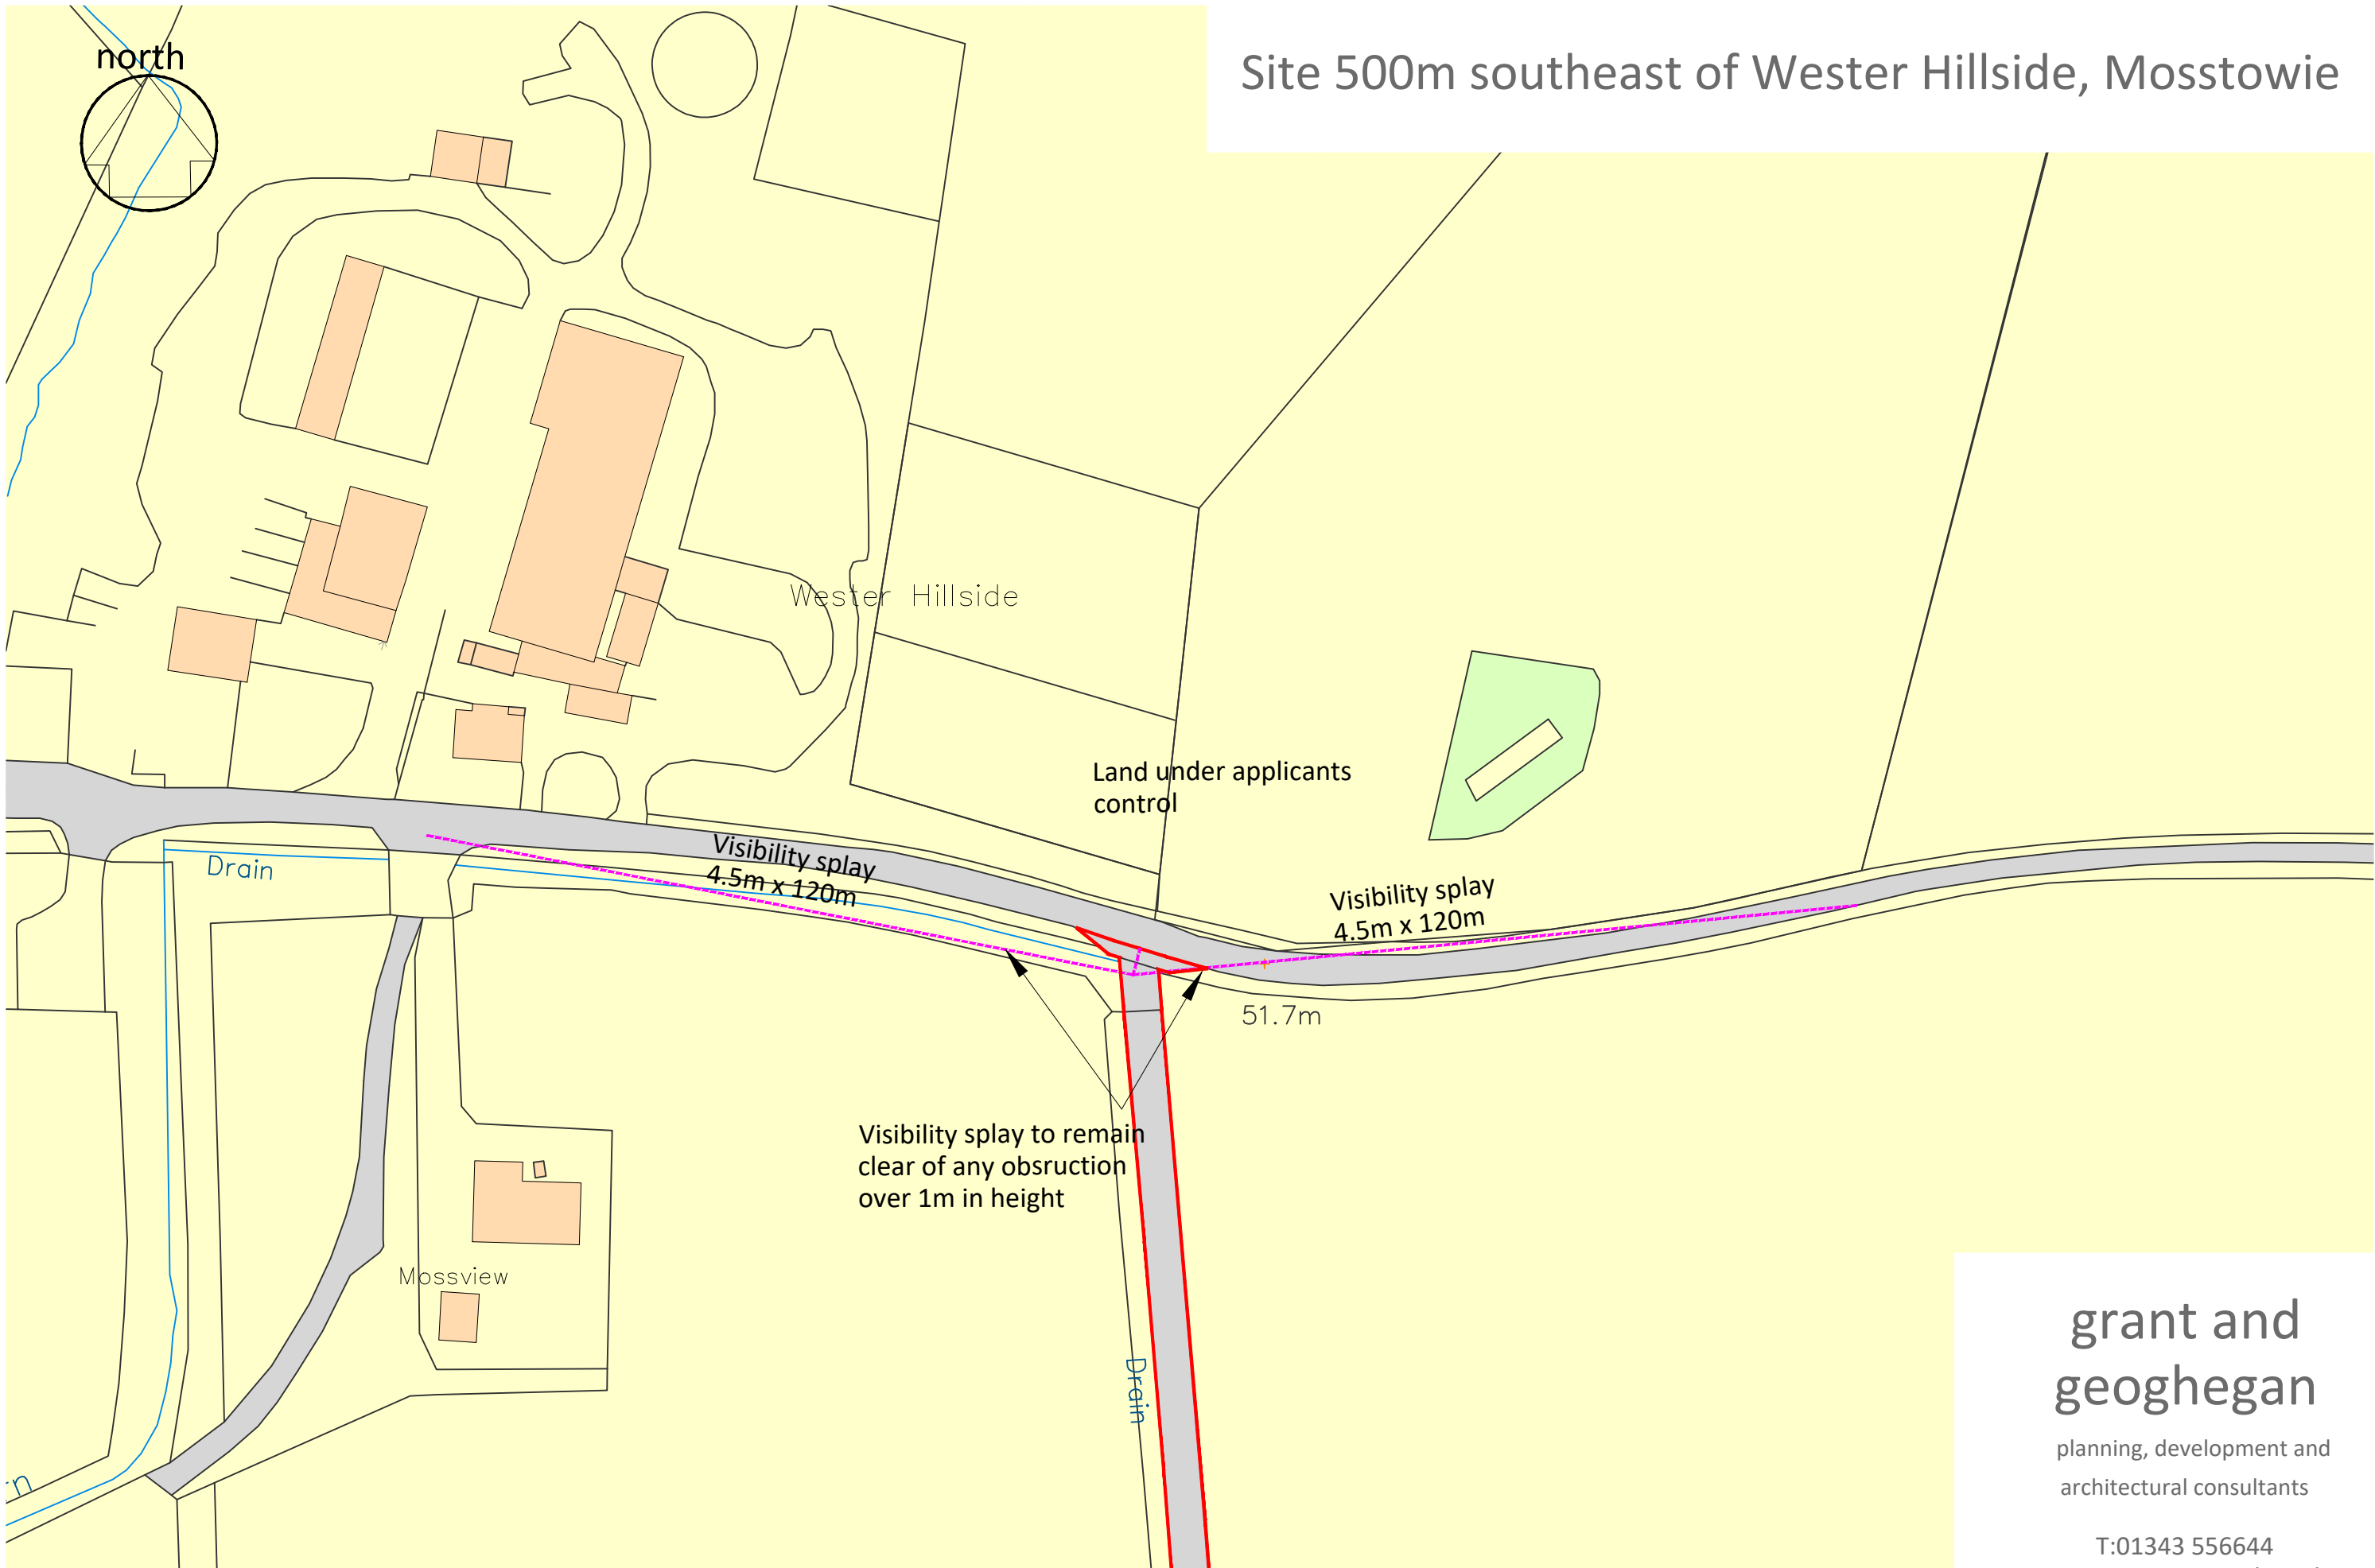 north
Site 500m southeast of Wester Hillside, Mosstowie
Wester Hillside
Land under applicants
control
Visibility splay
4.5m x 120m
Visibility splay
4.5m x 120m
Drain
51.7m
Visibility splay to remain
clear of any obsruction
over 1m in height
Mossview
Drain
grant and
geoghegan
planning, development and
architectural consultants
T:01343 556644